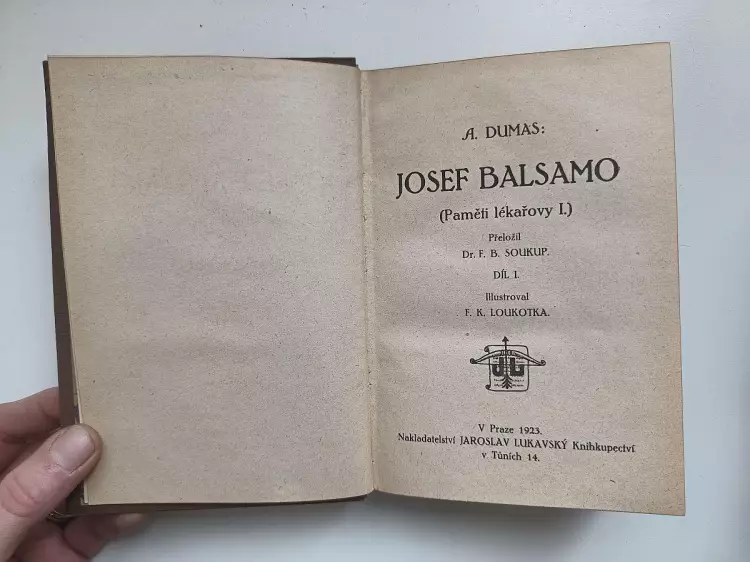 A. DUMAS:
JOSEF BALSAMO
(Paměti lékařovy I.)
Přeložil
Dr. F. B. SOUKUP.
DÍL I.
Illustroval
F. K. LOUKOTKA.
JL
V Praze 1923.
Nakladatelství JAROSLAV LUKAVSKÝ Knihkupectví
v Tůních 14.